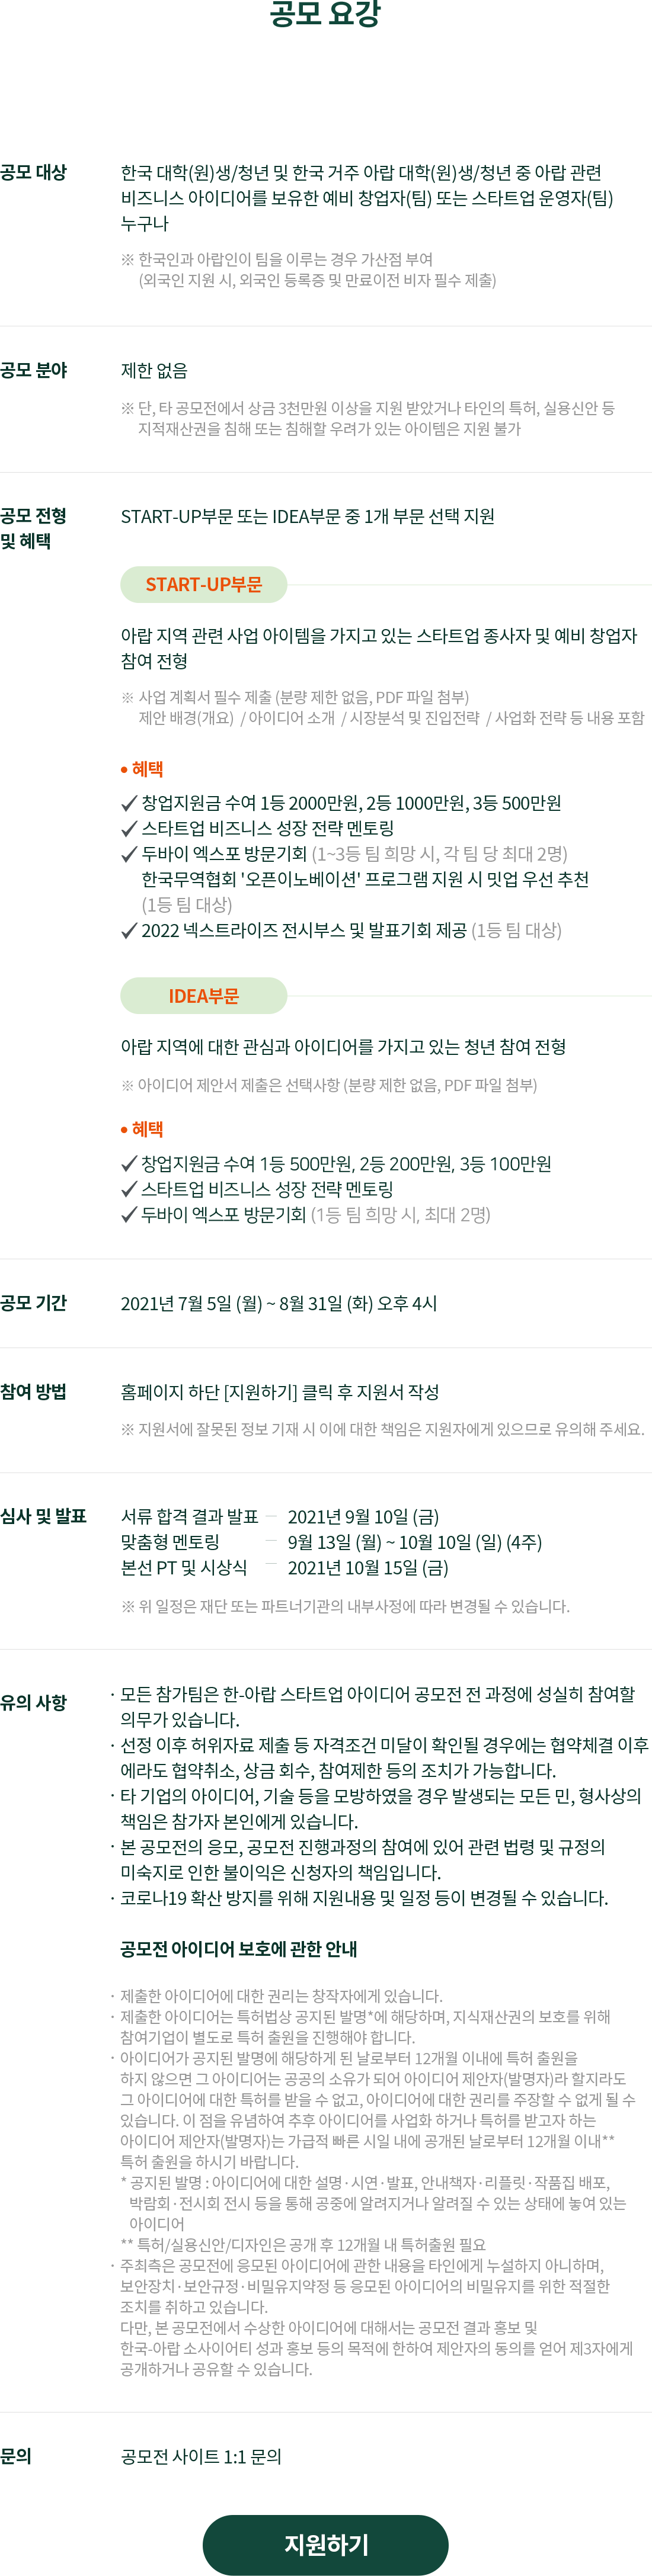 공모 요강
공모 대상
한국 대학(원)생/청년 및 한국 거주 아랍 대학(원)생/청년 중 아랍 관련
비즈니스 아이디어를 보유한 예비 창업자(팀) 또는 스타트업 운영자(팀)
누구나
※ 한국인과 아랍인이 팀을 이루는 경우 가산점 부여
(외국인 지원 시, 외국인 등록증 및 만료이전 비자 필수 제출)
공모 분야
제한 없음
※ 단, 타 공모전에서 상금 3천만원 이상을 지원 받았거나 타인의 특허, 실용신안 등
지적재산권을 침해 또는 침해할 우려가 있는 아이템은 지원 불가
공모 전형
및 혜택
START-UP부문 또는 IDEA부문 중 1개 부문 선택 지원
START-UP부문
아랍 지역 관련 사업 아이템을 가지고 있는 스타트업 종사자 및 예비 창업자
참여 전형
※ 사업 계획서 필수 제출 (분량 제한 없음, PDF 파일 첨부)
제안 배경(개요) / 아이디어 소개 / 시장분석 및 진입전략 / 사업화 전략 등 내용 포함
• 혜택
✓ 창업지원금 수여 1등 2000만원, 2등 1000만원, 3등 500만원
✓ 스타트업 비즈니스 성장 전략 멘토링
✓ 두바이 엑스포 방문기회 (1~3등 팀 희망 시, 각 팀 당 최대 2명)
한국무역협회 '오픈이노베이션' 프로그램 지원 시 밋업 우선 추천
(1등 팀 대상)
✓ 2022 넥스트라이즈 전시부스 및 발표기회 제공 (1등 팀 대상)
IDEA부문
아랍 지역에 대한 관심과 아이디어를 가지고 있는 청년 참여 전형
※ 아이디어 제안서 제출은 선택사항 (분량 제한 없음, PDF 파일 첨부)
• 혜택
✓ 창업지원금 수여 1등 500만원, 2등 200만원, 3등 100만원
✓ 스타트업 비즈니스 성장 전략 멘토링
✓ 두바이 엑스포 방문기회 (1등 팀 희망 시, 최대 2명)
공모 기간
2021년 7월 5일 (월) ~ 8월 31일 (화) 오후 4시
참여 방법
홈페이지 하단 [지원하기] 클릭 후 지원서 작성
※ 지원서에 잘못된 정보 기재 시 이에 대한 책임은 지원자에게 있으므로 유의해 주세요.
심사 및 발표
서류 합격 결과 발표 — 2021년 9월 10일 (금)
맞춤형 멘토링 — 9월 13일 (월) ~ 10월 10일 (일) (4주)
본선 PT 및 시상식 — 2021년 10월 15일 (금)
※ 위 일정은 재단 또는 파트너기관의 내부사정에 따라 변경될 수 있습니다.
유의 사항
· 모든 참가팀은 한-아랍 스타트업 아이디어 공모전 전 과정에 성실히 참여할
의무가 있습니다.
· 선정 이후 허위자료 제출 등 자격조건 미달이 확인될 경우에는 협약체결 이후
에라도 협약취소, 상금 회수, 참여제한 등의 조치가 가능합니다.
· 타 기업의 아이디어, 기술 등을 모방하였을 경우 발생되는 모든 민, 형사상의
책임은 참가자 본인에게 있습니다.
· 본 공모전의 응모, 공모전 진행과정의 참여에 있어 관련 법령 및 규정의
미숙지로 인한 불이익은 신청자의 책임입니다.
· 코로나19 확산 방지를 위해 지원내용 및 일정 등이 변경될 수 있습니다.
공모전 아이디어 보호에 관한 안내
· 제출한 아이디어에 대한 권리는 창작자에게 있습니다.
· 제출한 아이디어는 특허법상 공지된 발명*에 해당하며, 지식재산권의 보호를 위해
참여기업이 별도로 특허 출원을 진행해야 합니다.
· 아이디어가 공지된 발명에 해당하게 된 날로부터 12개월 이내에 특허 출원을
하지 않으면 그 아이디어는 공공의 소유가 되어 아이디어 제안자(발명자)라 할지라도
그 아이디어에 대한 특허를 받을 수 없고, 아이디어에 대한 권리를 주장할 수 없게 될 수
있습니다. 이 점을 유념하여 추후 아이디어를 사업화 하거나 특허를 받고자 하는
아이디어 제안자(발명자)는 가급적 빠른 시일 내에 공개된 날로부터 12개월 이내**
특허 출원을 하시기 바랍니다.
* 공지된 발명 : 아이디어에 대한 설명·시연·발표, 안내책자·리플릿·작품집 배포,
박람회·전시회 전시 등을 통해 공중에 알려지거나 알려질 수 있는 상태에 놓여 있는
아이디어
** 특허/실용신안/디자인은 공개 후 12개월 내 특허출원 필요
· 주최측은 공모전에 응모된 아이디어에 관한 내용을 타인에게 누설하지 아니하며,
보안장치·보안규정·비밀유지약정 등 응모된 아이디어의 비밀유지를 위한 적절한
조치를 취하고 있습니다.
다만, 본 공모전에서 수상한 아이디어에 대해서는 공모전 결과 홍보 및
한국-아랍 소사이어티 성과 홍보 등의 목적에 한하여 제안자의 동의를 얻어 제3자에게
공개하거나 공유할 수 있습니다.
문의
공모전 사이트 1:1 문의
지원하기